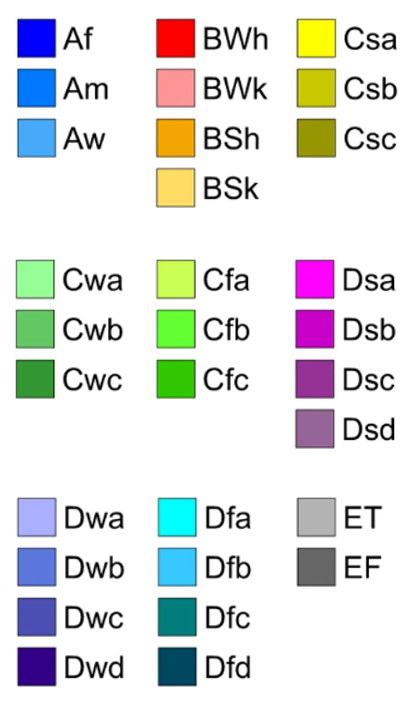 Af BWh Csa
Am BWk Csb
Aw BSh Csc
BSk
Cwa Cfa Dsa
Cwb Cfb Dsb
Cwc Cfc Dsc
Dsd
Dwa Dfa ET
Dwb Dfb EF
Dwc Dfc
Dwd Dfd